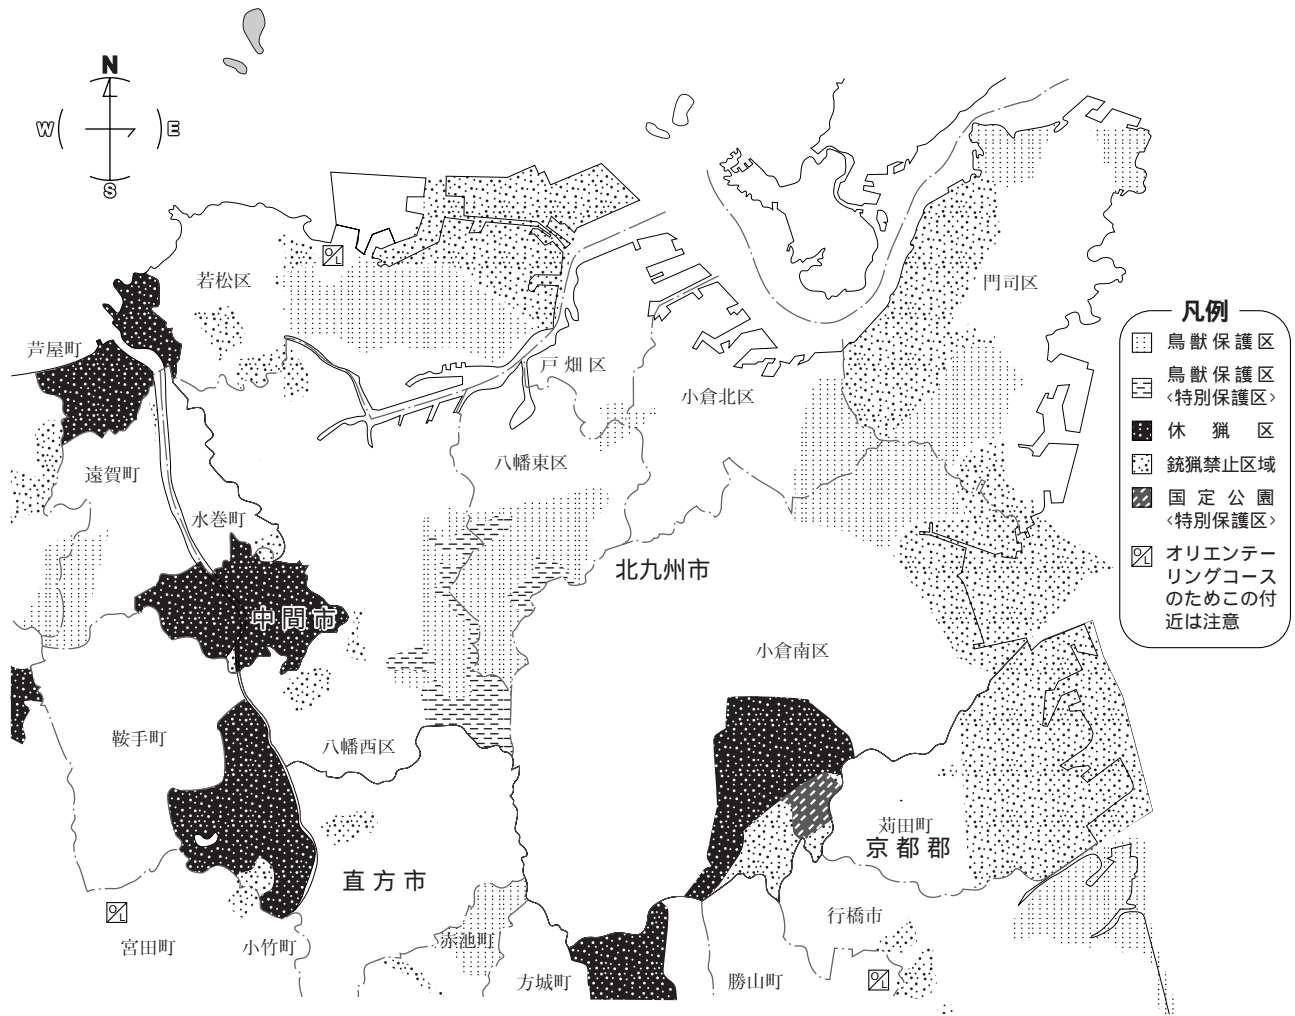 N
W
E
S
若松区
門司区
芦屋町
戸畑区
小倉北区
遠賀町
八幡東区
水巻町
北九州市
中間市
小倉南区
鞍手町
八幡西区
苅田町
京都郡
直方市
行橋市
宮田町
小竹町
赤池町
方城町
勝山町
凡例
鳥獣保護区
鳥獣保護区
<特別保護区>
休猟区
銃猟禁止区域
国定公園
<特別保護区>
O/L
オリエンテー
リングコース
のためこの付
近は注意
O/L
O/L
O/L